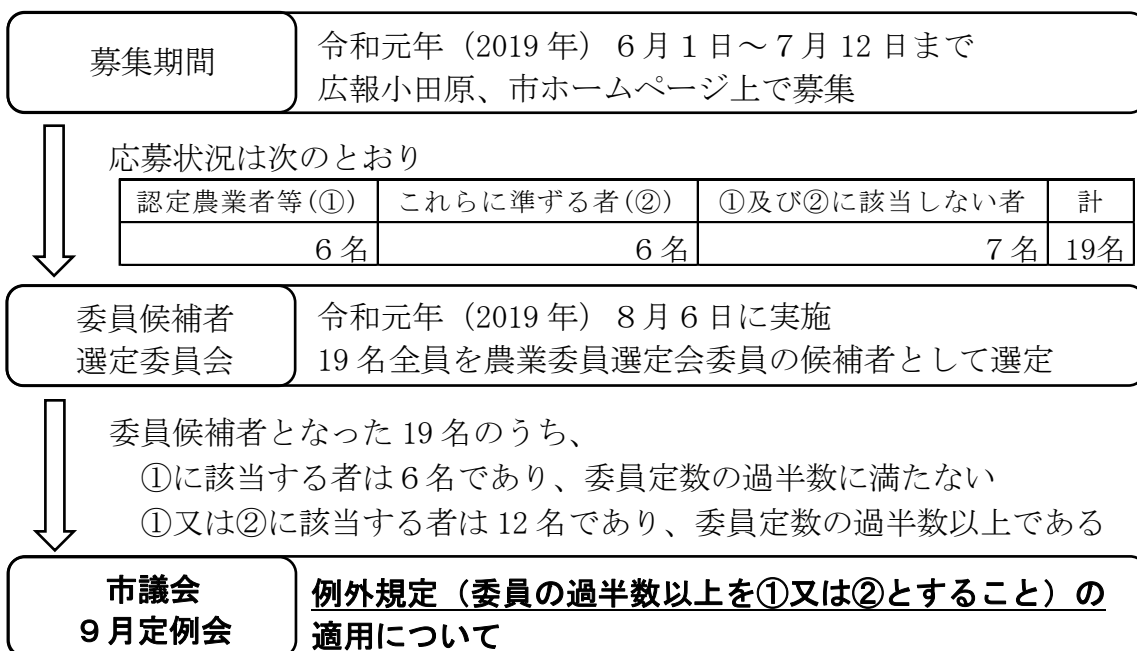 募集期間
令和元年（2019年）６月１日～７月12日まで
広報小田原、市ホームページ上で募集
応募状況は次のとおり
認定農業者等(①) これらに準ずる者(②) ①及び②に該当しない者 計
６名 ６名 ７名 19名
委員候補者
選定委員会
令和元年（2019年）８月６日に実施
19名全員を農業委員選定会委員の候補者として選定
委員候補者となった19名のうち、
①に該当する者は６名であり、委員定数の過半数に満たない
①又は②に該当する者は12名であり、委員定数の過半数以上である
市議会
９月定例会
例外規定（委員の過半数以上を①又は②とすること）の
適用について